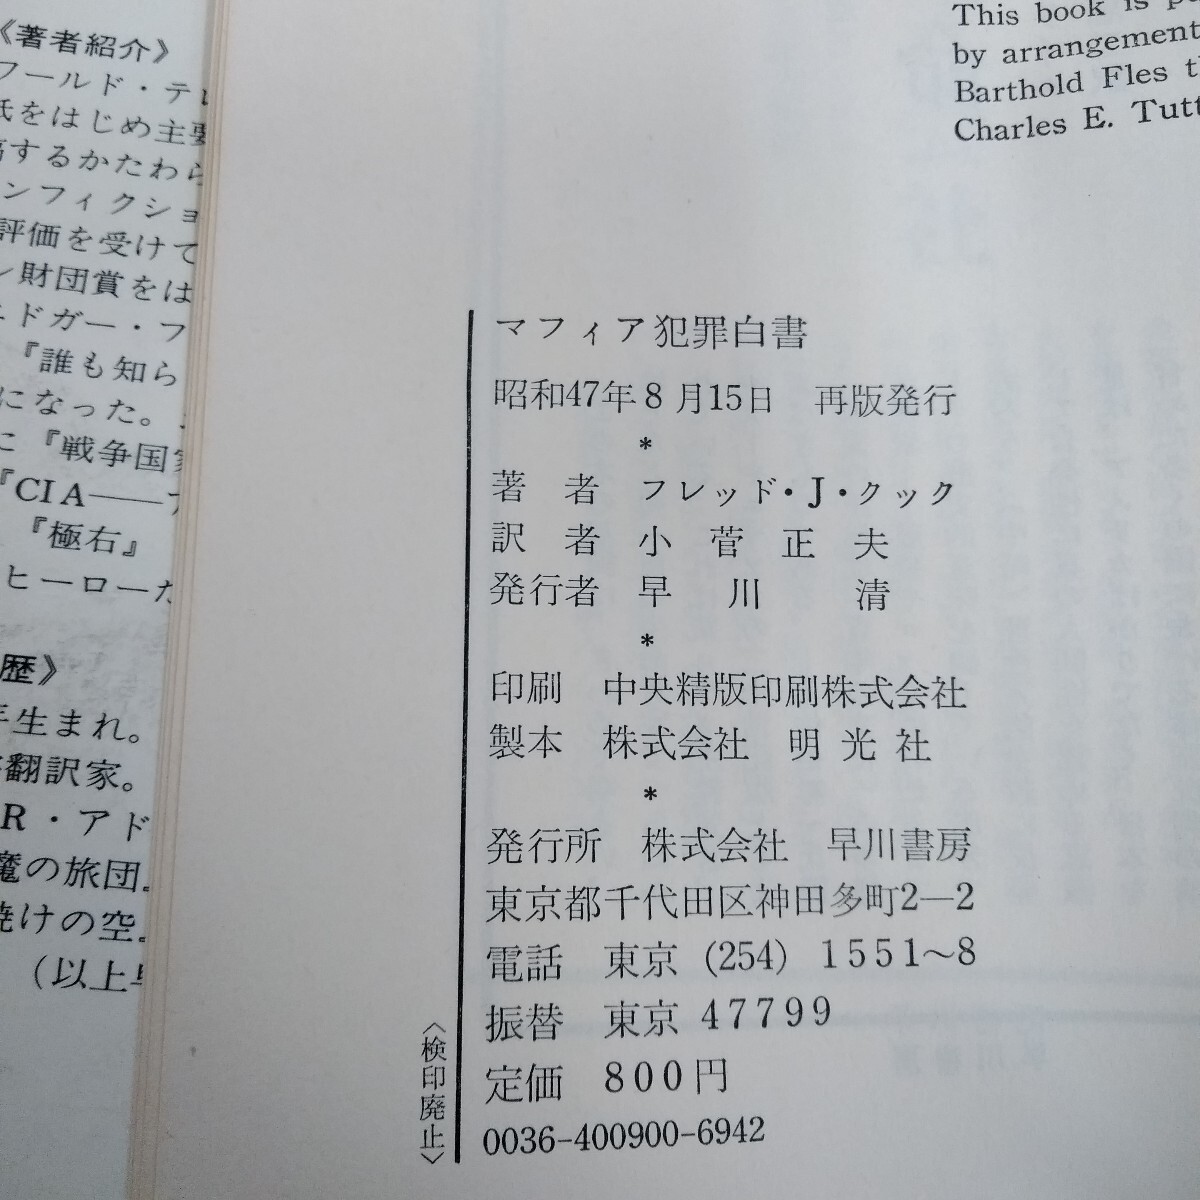 《著者紹介》
ールド・テレ
紙をはじめ主要
するかたわら
ンフィクショ
評価を受けて
財団賞をは
ドガー・フ
『誰も知ら
になった。
に『戦争国家
『CIA――
『極右』
ヒーローだ
歴》
年生まれ。
翻訳家。
R・アド
魔の旅団
焼けの空
（以上早
This book is
by arrangement
Barthold Fles
Charles E. Tutt
マフィア犯罪白書
昭和47年8月15日　再版発行
*
著　者　フレッド・J・クック
訳　者　小　菅　正　夫
発行者　早　川　　　清
*
印刷　中央精版印刷株式会社
製本　株式会社　明 光 社
*
発行所　株式会社　早川書房
東京都千代田区神田多町2—2
電話　東京 (254) 1551〜8
振替　東京 47799
定価　800円
0036-400900-6942
〈検印廃止〉